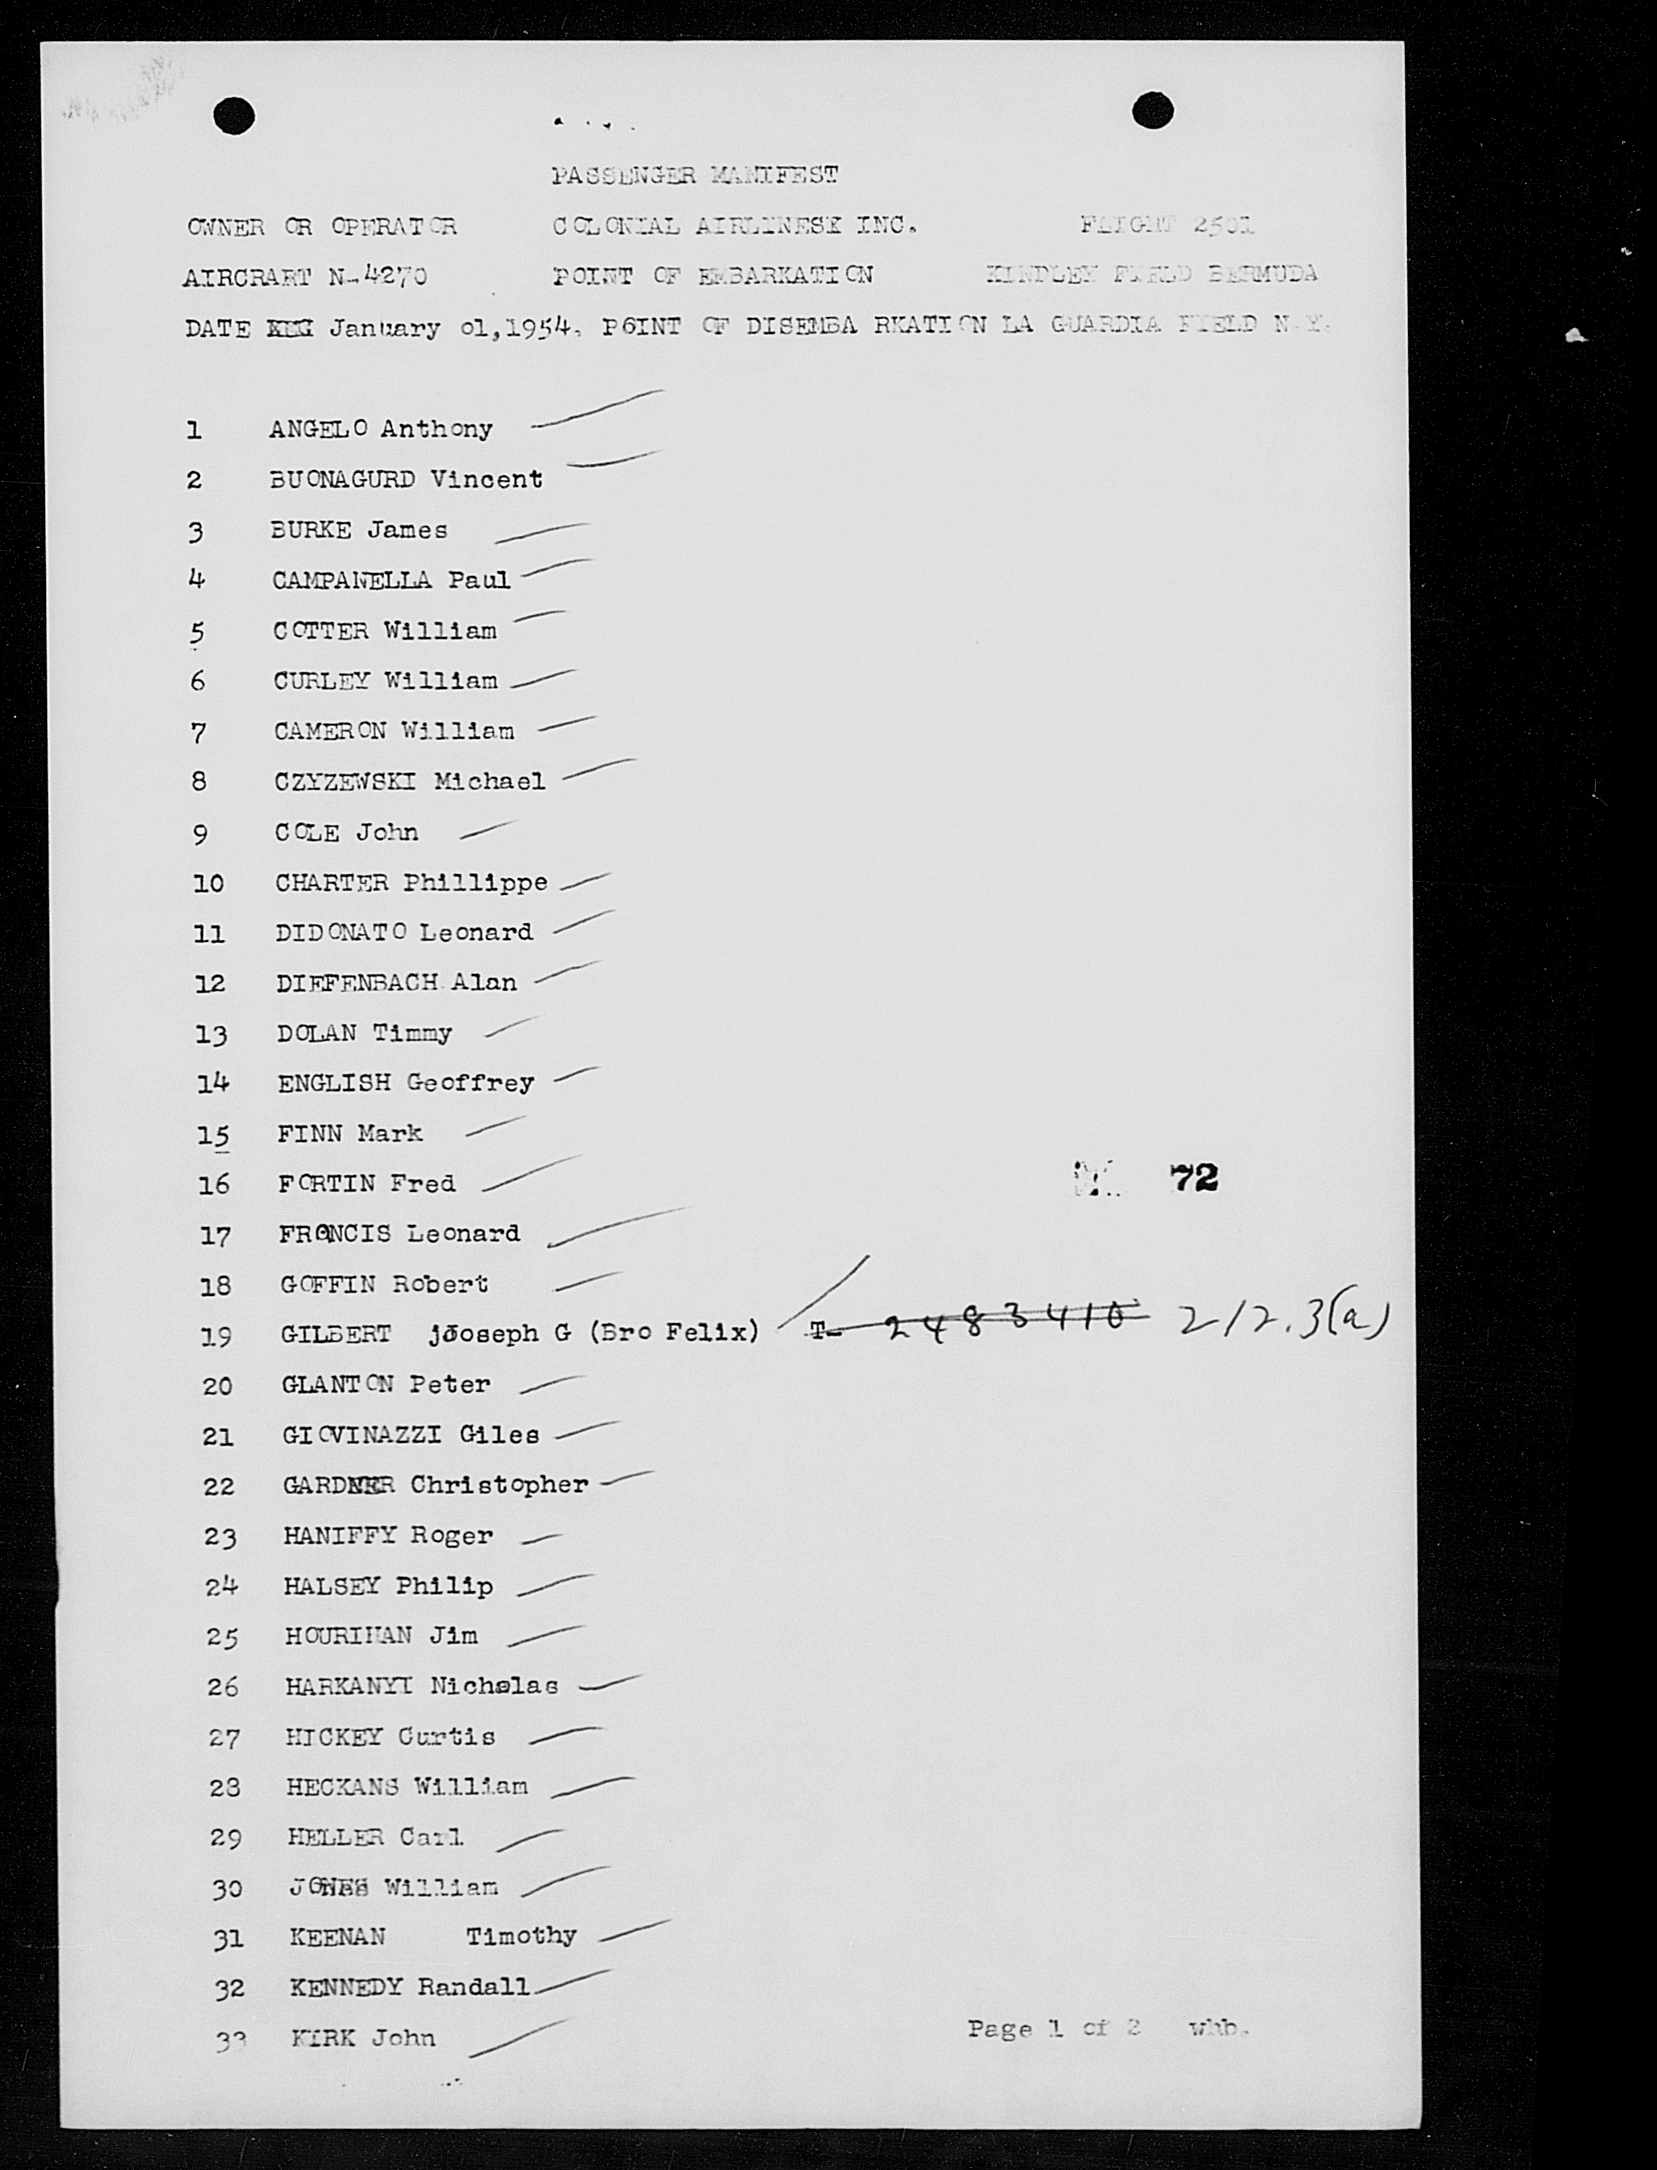 PASSENGER MANIFEST
OWNER OR OPERATOR COLONIAL AIRLINESX INC. FLIGHT 2501
AIRCRART N-4270 POINT OF EMBARKATION KINDLEY FIELD BERMUDA
DATE January 01,1954, POINT OF DISEMBA RKATION LA GUARDIA FIELD N.Y.
1 ANGELO Anthony
2 BUONAGURD Vincent
3 BURKE James
4 CAMPANELLA Paul
5 COTTER William
6 CURLEY William
7 CAMERON William
8 CZYZEWSKI Michael
9 COLE John
10 CHARTER Phillippe
11 DIDONATO Leonard
12 DIEFENBACH Alan
13 DOLAN Timmy
14 ENGLISH Geoffrey
15 FINN Mark
16 FORTIN Fred
72
17 FRANCIS Leonard
18 GOFFIN Robert
19 GILBERT jJoseph G (Bro Felix) T- 2483410 212.3(a)
20 GLANTON Peter
21 GIOVINAZZI Giles
22 GARDNER Christopher
23 HANIFFY Roger
24 HALSEY Philip
25 HOURIHAN Jim
26 HARKANYI Nicholas
27 HICKEY Curtis
28 HECKANS William
29 HELLER Carl
30 JONES William
31 KEENAN Timothy
32 KENNEDY Randall
33 KIRK John
Page 1 of 2 whb.